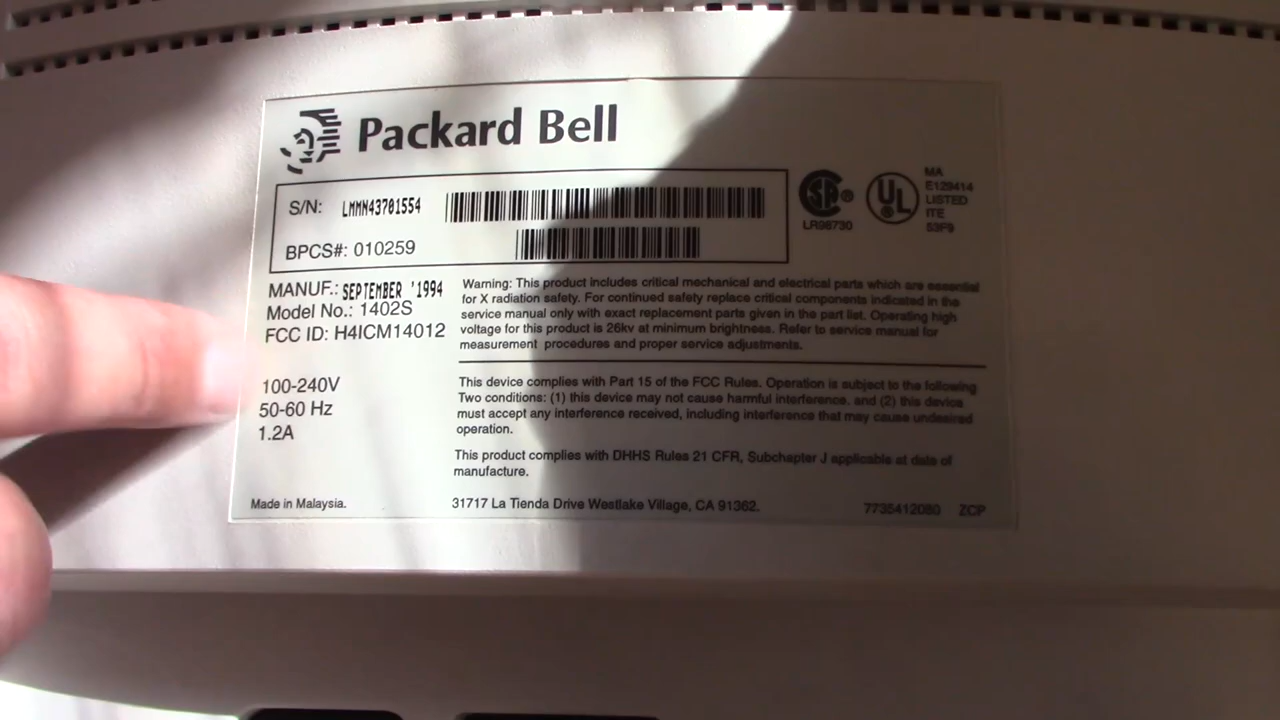 Packard Bell
S/N: LMMN43701554
BPCS#: 010259
SA®
LR96730
UL®
MA
E129414
LISTED
ITE
53F9
MANUF.: SEPTEMBER '1994
Model No.: 1402S
FCC ID: H4ICM14012
100-240V
50-60 Hz
1.2A
Warning: This product includes critical mechanical and electrical parts which are essential
for X radiation safety. For continued safety replace critical components indicated in the
service manual only with exact replacement parts given in the part list. Operating high
voltage for this product is 26kv at minimum brightness. Refer to service manual for
measurement procedures and proper service adjustments.
This device complies with Part 15 of the FCC Rules. Operation is subject to the following
Two conditions: (1) this device may not cause harmful interference. and (2) this device
must accept any interference received, including interference that may cause undesired
operation.
This product complies with DHHS Rules 21 CFR, Subchapter J applicable at date of
manufacture.
Made in Malaysia.
31717 La Tienda Drive Westlake Village, CA 91362.
7735412080 ZCP